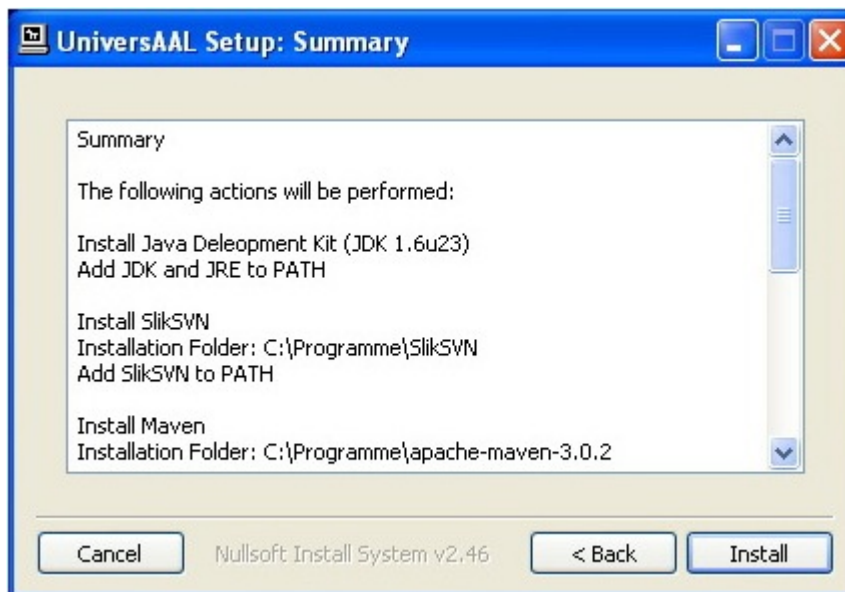 UniversAAL Setup: Summary
Summary
The following actions will be performed:
Install Java Deleopment Kit (JDK 1.6u23)
Add JDK and JRE to PATH
Install SlikSVN
Installation Folder: C:\Programme\SlikSVN
Add SlikSVN to PATH
Install Maven
Installation Folder: C:\Programme\apache-maven-3.0.2
Cancel
Nullsoft Install System v2.46
< Back
Install